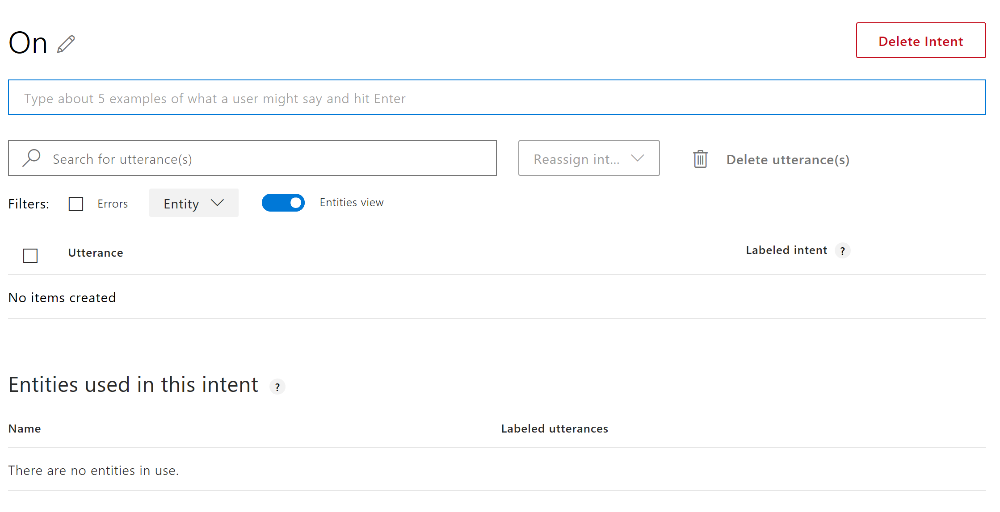 On
Delete Intent
Type about 5 examples of what a user might say and hit Enter
Search for utterance(s)
Reassign int...
Delete utterance(s)
Filters:
Errors
Entity
Entities view
Utterance
Labeled intent ?
No items created
Entities used in this intent ?
Name
Labeled utterances
There are no entities in use.